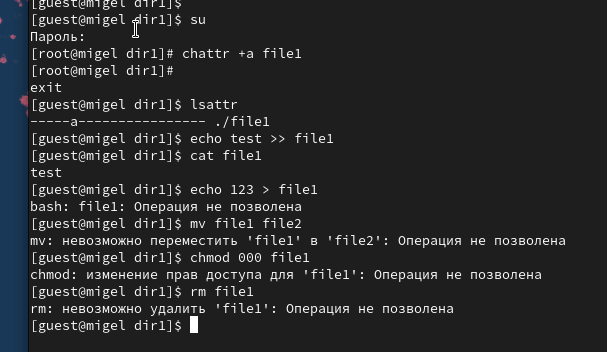 [guest@migel dir1]$
[guest@migel dir1]$ su
Пароль:
[root@migel dir1]# chattr +a file1
[root@migel dir1]#
exit
[guest@migel dir1]$ lsattr
-----a---------------- ./file1
[guest@migel dir1]$ echo test >> file1
[guest@migel dir1]$ cat file1
test
[guest@migel dir1]$ echo 123 > file1
bash: file1: Операция не позволена
[guest@migel dir1]$ mv file1 file2
mv: невозможно переместить 'file1' в 'file2': Операция не позволена
[guest@migel dir1]$ chmod 000 file1
chmod: изменение прав доступа для 'file1': Операция не позволена
[guest@migel dir1]$ rm file1
rm: невозможно удалить 'file1': Операция не позволена
[guest@migel dir1]$